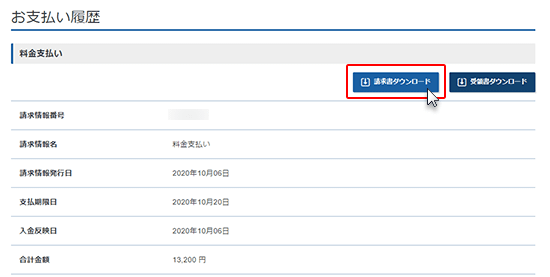 お支払い履歴
料金支払い
請求書ダウンロード 受領書ダウンロード
請求情報番号
請求情報名 料金支払い
請求情報発行日 2020年10月06日
支払期限日 2020年10月20日
入金反映日 2020年10月06日
合計金額 13,200 円